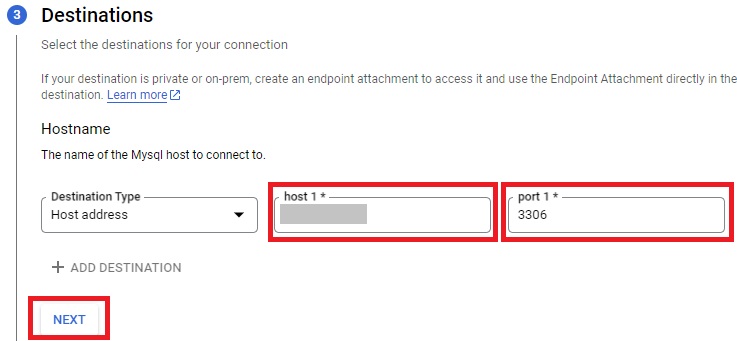 3 Destinations
Select the destinations for your connection
If your destination is private or on-prem, create an endpoint attachment to access it and use the Endpoint Attachment directly in the
destination. Learn more
Hostname
The name of the Mysql host to connect to.
Destination Type host 1 * port 1 *
Host address 3306
+ ADD DESTINATION
NEXT